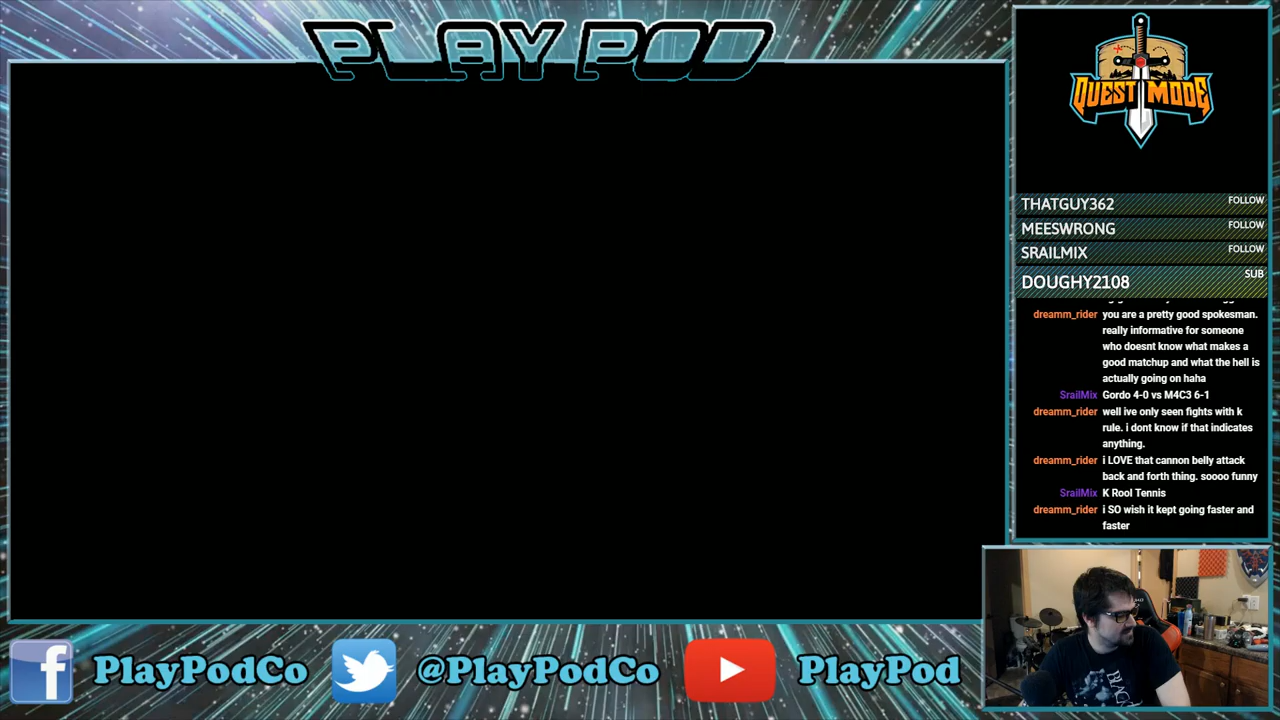 PLAY POD
QUEST MODE
THATGUY362 FOLLOW
MEESWRONG FOLLOW
SRAILMIX FOLLOW
DOUGHY2108 SUB
dreamm_rider you are a pretty good spokesman.
really informative for someone
who doesnt know what makes a
good matchup and what the hell is
actually going on haha
SrailMix Gordo 4-0 vs M4C3 6-1
dreamm_rider well ive only seen fights with k
rule. i dont know if that indicates
anything.
dreamm_rider i LOVE that cannon belly attack
back and forth thing. soooo funny
SrailMix K Rool Tennis
dreamm_rider i SO wish it kept going faster and
faster
f PlayPodCo @PlayPodCo PlayPod